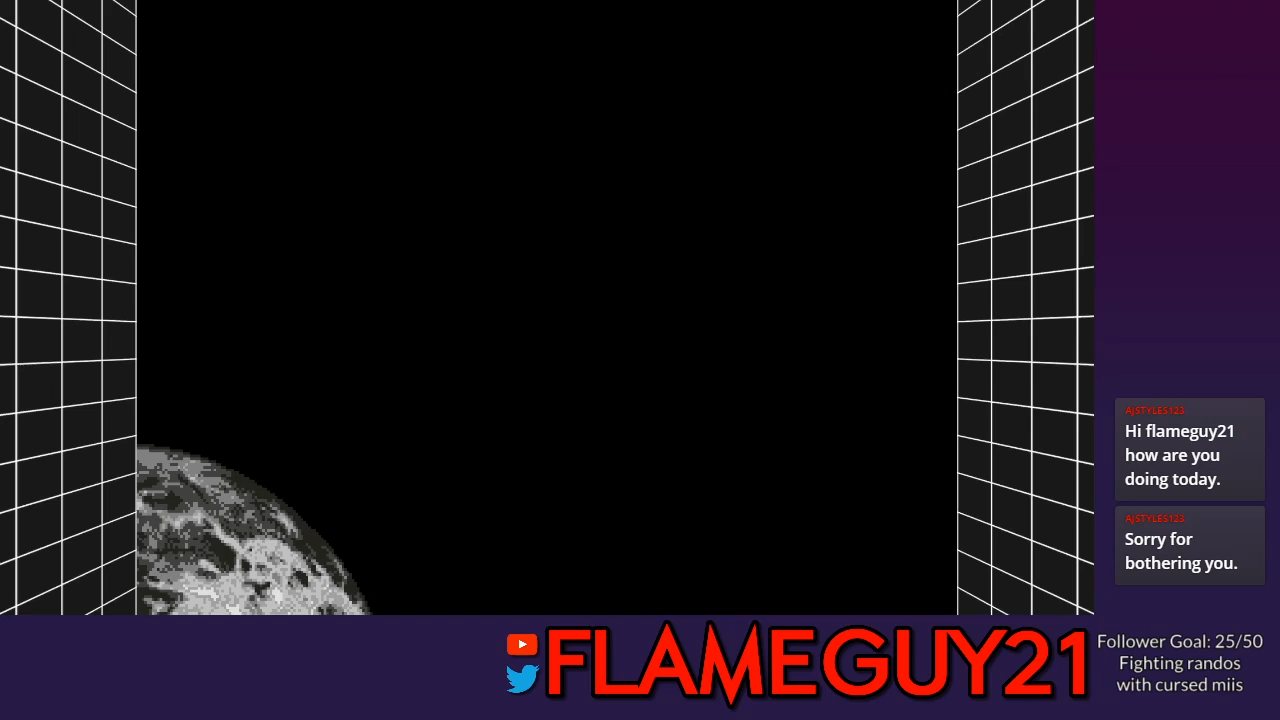 AJSTYLES123
Hi flameguy21
how are you
doing today.
AJSTYLES123
Sorry for
bothering you.
FLAMEGUY21
Follower Goal: 25/50
Fighting randos
with cursed miis